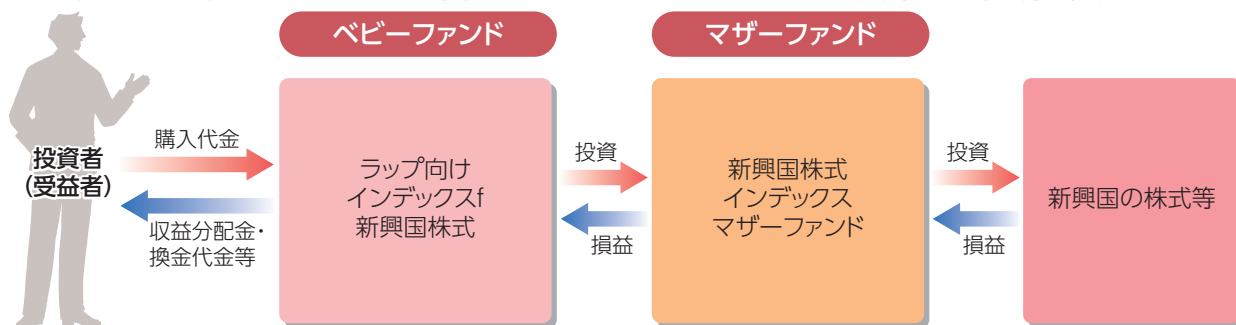 ベビーファンド
マザーファンド
投資者
(受益者)
購入代金
収益分配金・
換金代金等
ラップ向け
インデックスf
新興国株式
投資
損益
新興国株式
インデックス
マザーファンド
投資
損益
新興国の株式等